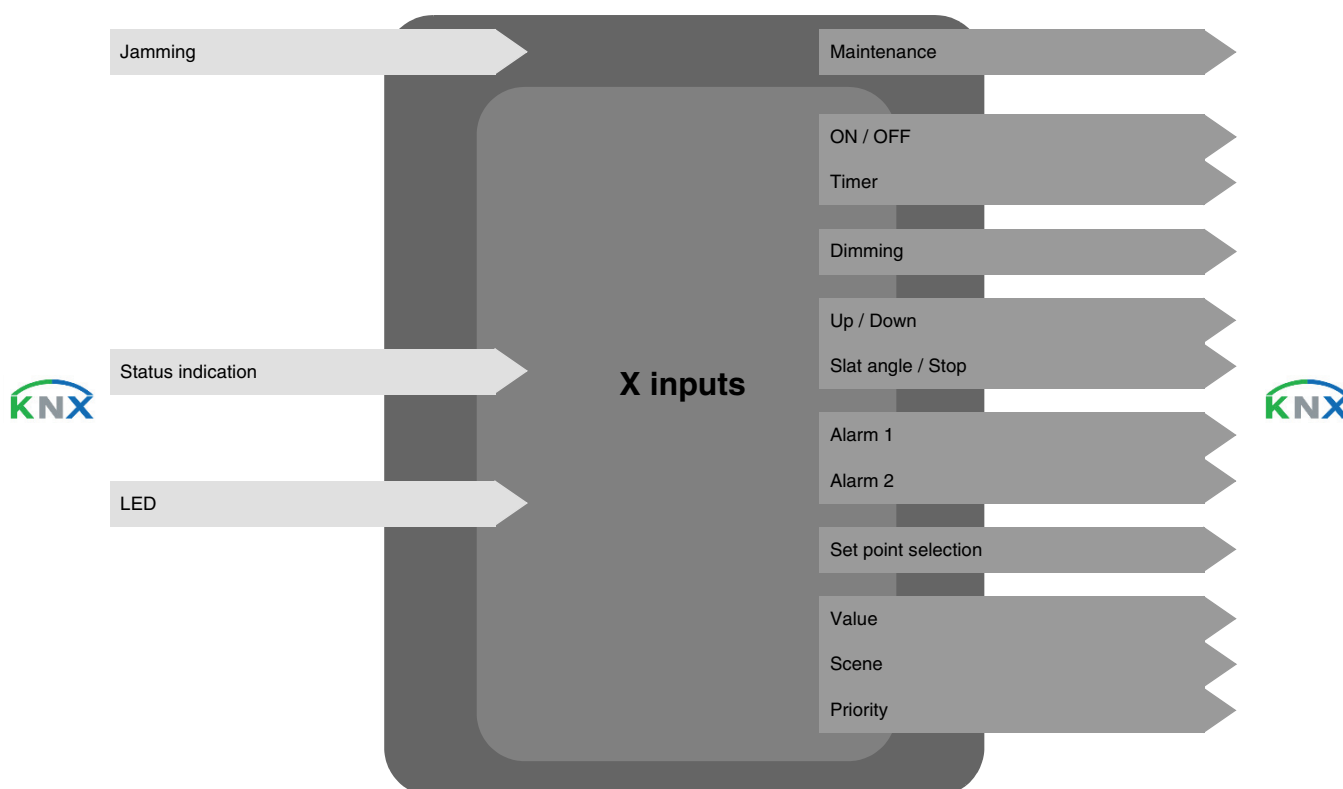 Jamming
Status indication
KNX
LED
X inputs
Maintenance
ON / OFF
Timer
Dimming
Up / Down
Slat angle / Stop
Alarm 1
Alarm 2
Set point selection
Value
Scene
Priority
KNX